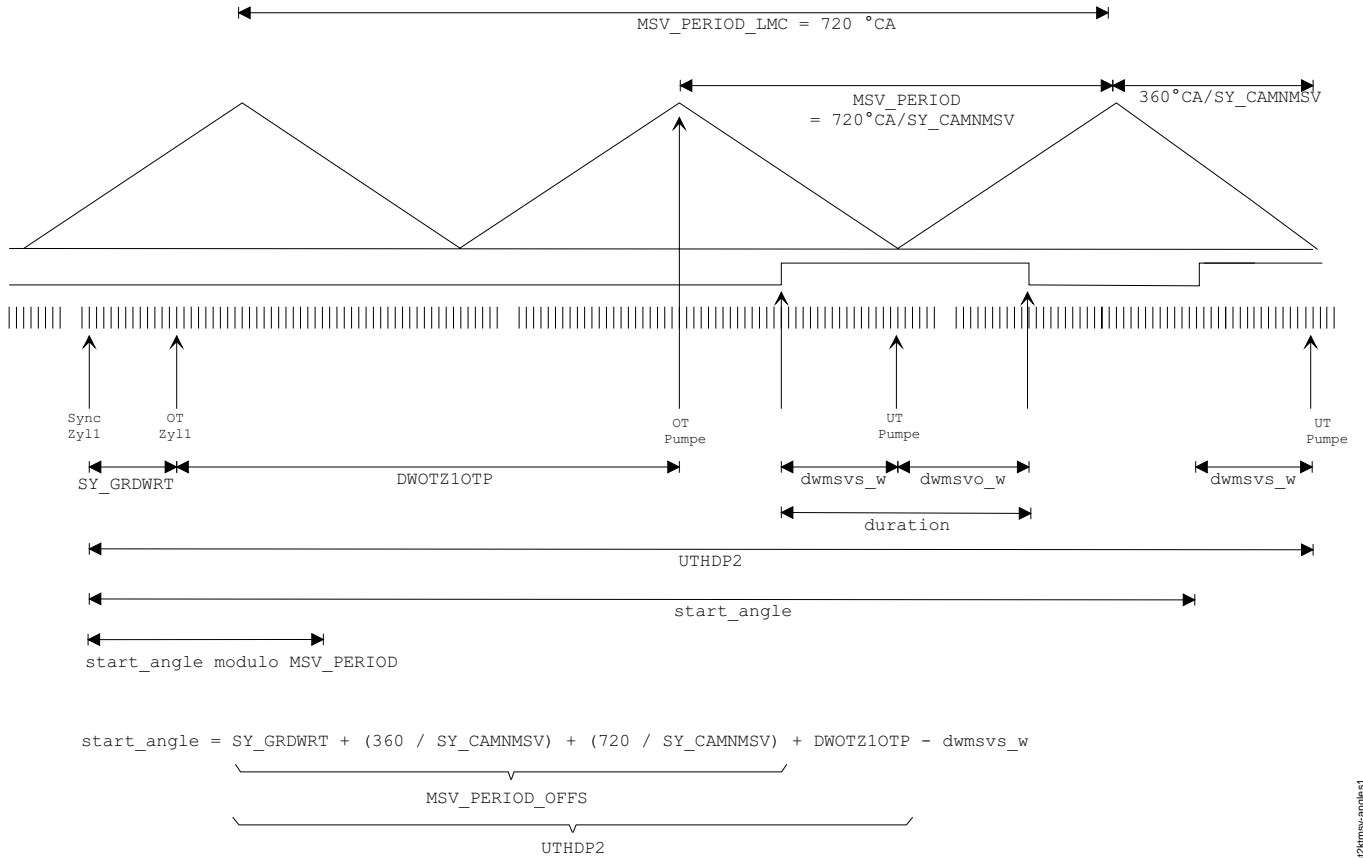 MSV_PERIOD_LMC = 720 °CA
MSV_PERIOD
= 720°CA/SY_CAMNMSV
360°CA/SY_CAMNMSV
Sync
Zyl1
OT
Zyl1
OT
Pumpe
UT
Pumpe
UT
Pumpe
SY_GRDWRT
DWOTZ1OTP
dwmsvs_w
dwmsvo_w
dwmsvs_w
duration
UTHDP2
start_angle
start_angle modulo MSV_PERIOD
start_angle = SY_GRDWRT + (360 / SY_CAMNMSV) + (720 / SY_CAMNMSV) + DWOTZ1OTP - dwmsvs_w
MSV_PERIOD_OFFS
UTHDP2